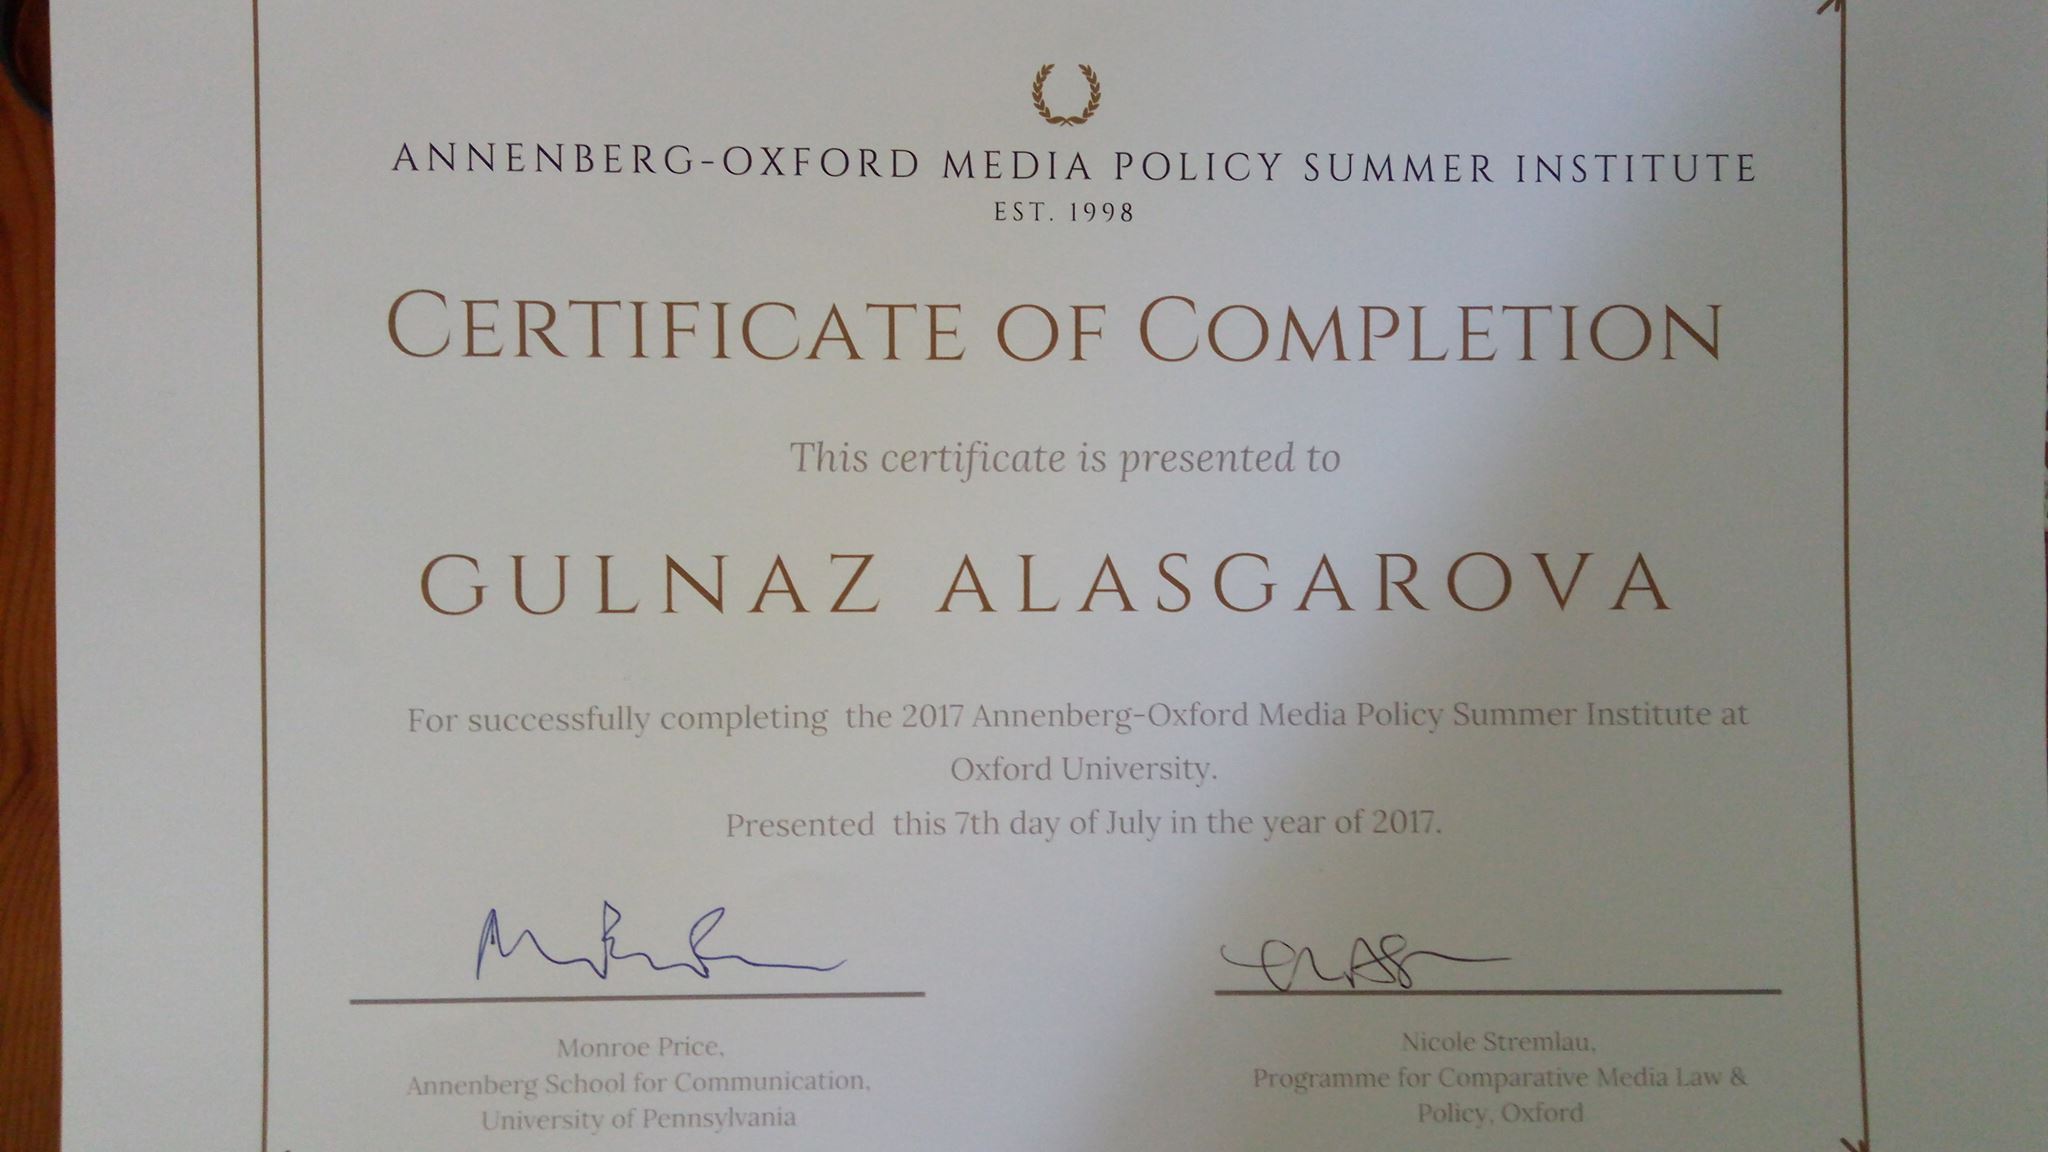 ANNENBERG-OXFORD MEDIA POLICY SUMMER INSTITUTE
EST. 1998
CERTIFICATE OF COMPLETION
This certificate is presented to
GULNAZ ALASGAROVA
For successfully completing the 2017 Annenberg-Oxford Media Policy Summer Institute at
Oxford University.
Presented this 7th day of July in the year of 2017.
Monroe Price,
Annenberg School for Communication,
University of Pennsylvania
Nicole Stremlau,
Programme for Comparative Media Law &
Policy, Oxford